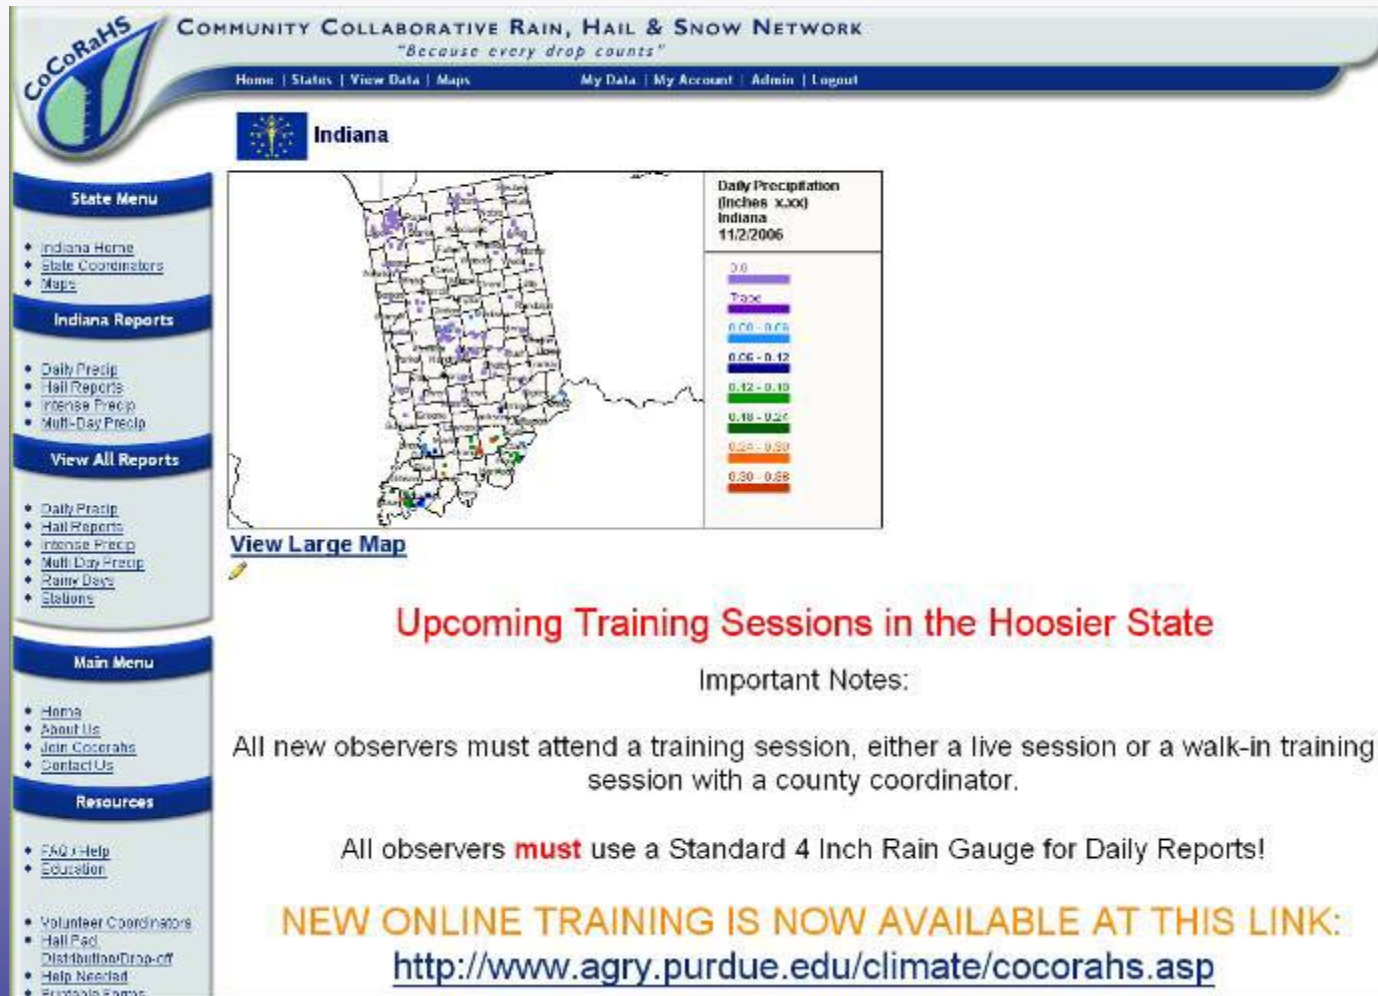 CoCoRaHS
COMMUNITY COLLABORATIVE RAIN, HAIL & SNOW NETWORK
"Because every drop counts"
Home | States | View Data | Maps
My Data | My Account | Admin | Logout
Indiana
State Menu
Indiana Home
State Coordinators
Maps
Indiana Reports
Daily Precip
Hail Reports
Intense Precip
Multi-Day Precip
View All Reports
Daily Precip
Hail Reports
Intense Precip
Multi-Day Precip
Rainy Days
Stations
Main Menu
Home
About Us
Join Cocorahs
Contact Us
Resources
FAQ / Help
Education
Volunteer Coordinators
Hail Pad
Distribution/Drop-off
Help Needed
Printable Forms
Daily Precipitation
(inches x.xx)
Indiana
11/2/2006
0.0
Trace
0.06 - 0.12
0.18 - 0.24
View Large Map
Upcoming Training Sessions in the Hoosier State
Important Notes:
All new observers must attend a training session, either a live session or a walk-in training
session with a county coordinator.
All observers must use a Standard 4 Inch Rain Gauge for Daily Reports!
NEW ONLINE TRAINING IS NOW AVAILABLE AT THIS LINK:
http://www.agry.purdue.edu/climate/cocorahs.asp